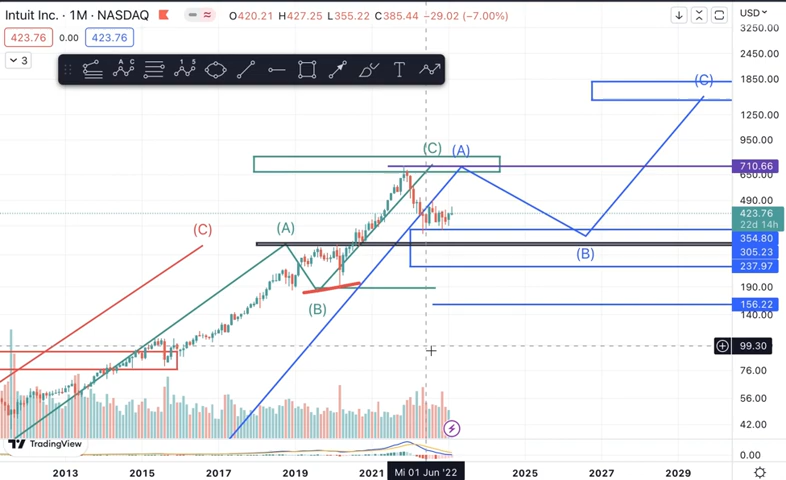 Intuit Inc. · 1M · NASDAQ O420.21 H427.25 L355.22 C385.44 −29.02 (−7.00%) USD
423.76 0.00 423.76
3
3250.00
2450.00
1850.00
1250.00
950.00
710.66
650.00
490.00
423.76
22d 14h
354.80
305.23
237.97
190.00
156.22
140.00
99.30
76.00
56.00
42.00
0.00
(C)
(C) (A)
(C) (A)
(B)
(B)
TradingView
2013 2015 2017 2019 2021 Mi 01 Jun '22 2025 2027 2029